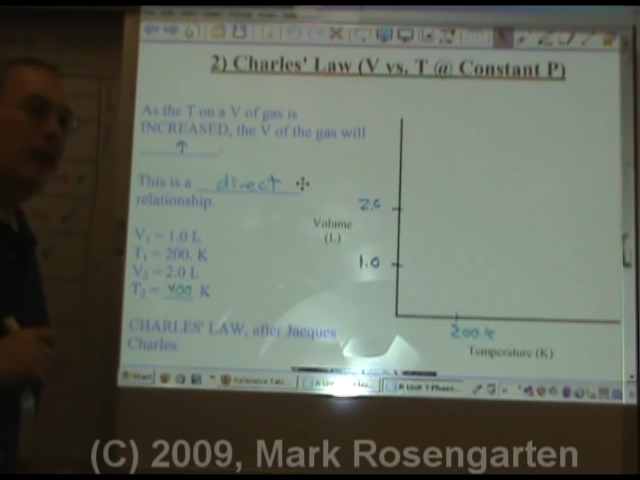 2) Charles' Law (V vs. T @ Constant P)
As the T on a V of gas is
INCREASED, the V of the gas will
↑.
This is a direct
relationship.
V₁ = 1.0 L
T₁ = 200. K
V₂ = 2.0 L
T₂ = 400 K
CHARLES' LAW, after Jacques
Charles.
2.0
Volume
(L)
1.0
200.K
Temperature (K)
Start
(C) 2009, Mark Rosengarten